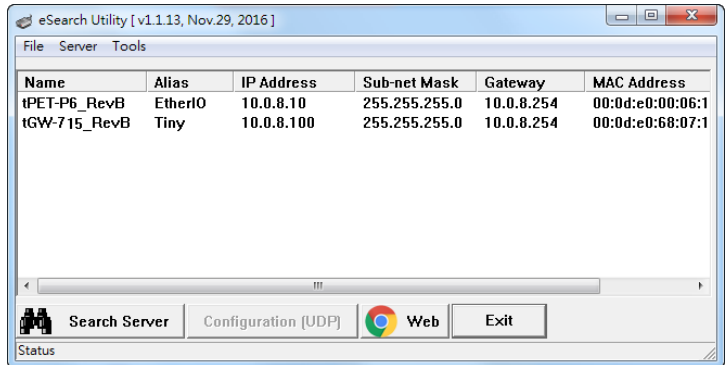 eSearch Utility [ v1.1.13, Nov.29, 2016 ]
File Server Tools
Name Alias IP Address Sub-net Mask Gateway MAC Address
tPET-P6_RevB EtherIO 10.0.8.10 255.255.255.0 10.0.8.254 00:0d:e0:00:06:1
tGW-715_RevB Tiny 10.0.8.100 255.255.255.0 10.0.8.254 00:0d:e0:68:07:1
Search Server Configuration (UDP) Web Exit
Status